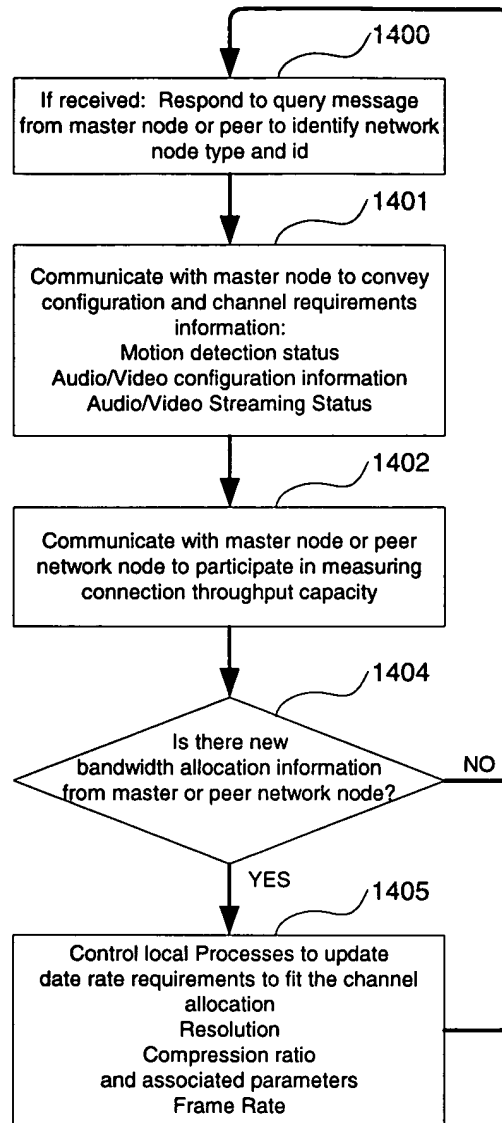 1400
If received: Respond to query message
from master node or peer to identify network
node type and id
1401
Communicate with master node to convey
configuration and channel requirements
information:
Motion detection status
Audio/Video configuration information
Audio/Video Streaming Status
1402
Communicate with master node or peer
network node to participate in measuring
connection throughput capacity
1404
Is there new
bandwidth allocation information
from master or peer network node?
NO
YES
1405
Control local Processes to update
date rate requirements to fit the channel
allocation
Resolution
Compression ratio
and associated parameters
Frame Rate